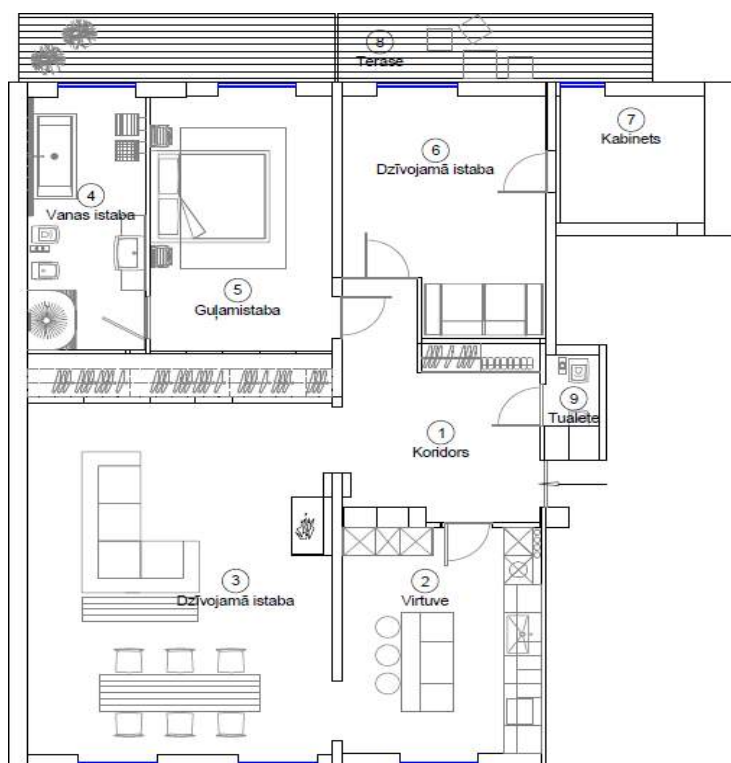 8
Terase
7
Kabinets
6
Dzīvojamā istaba
4
Vanas istaba
5
Guļamistaba
9
Tualete
1
Koridors
3
Dzīvojamā istaba
2
Virtuve